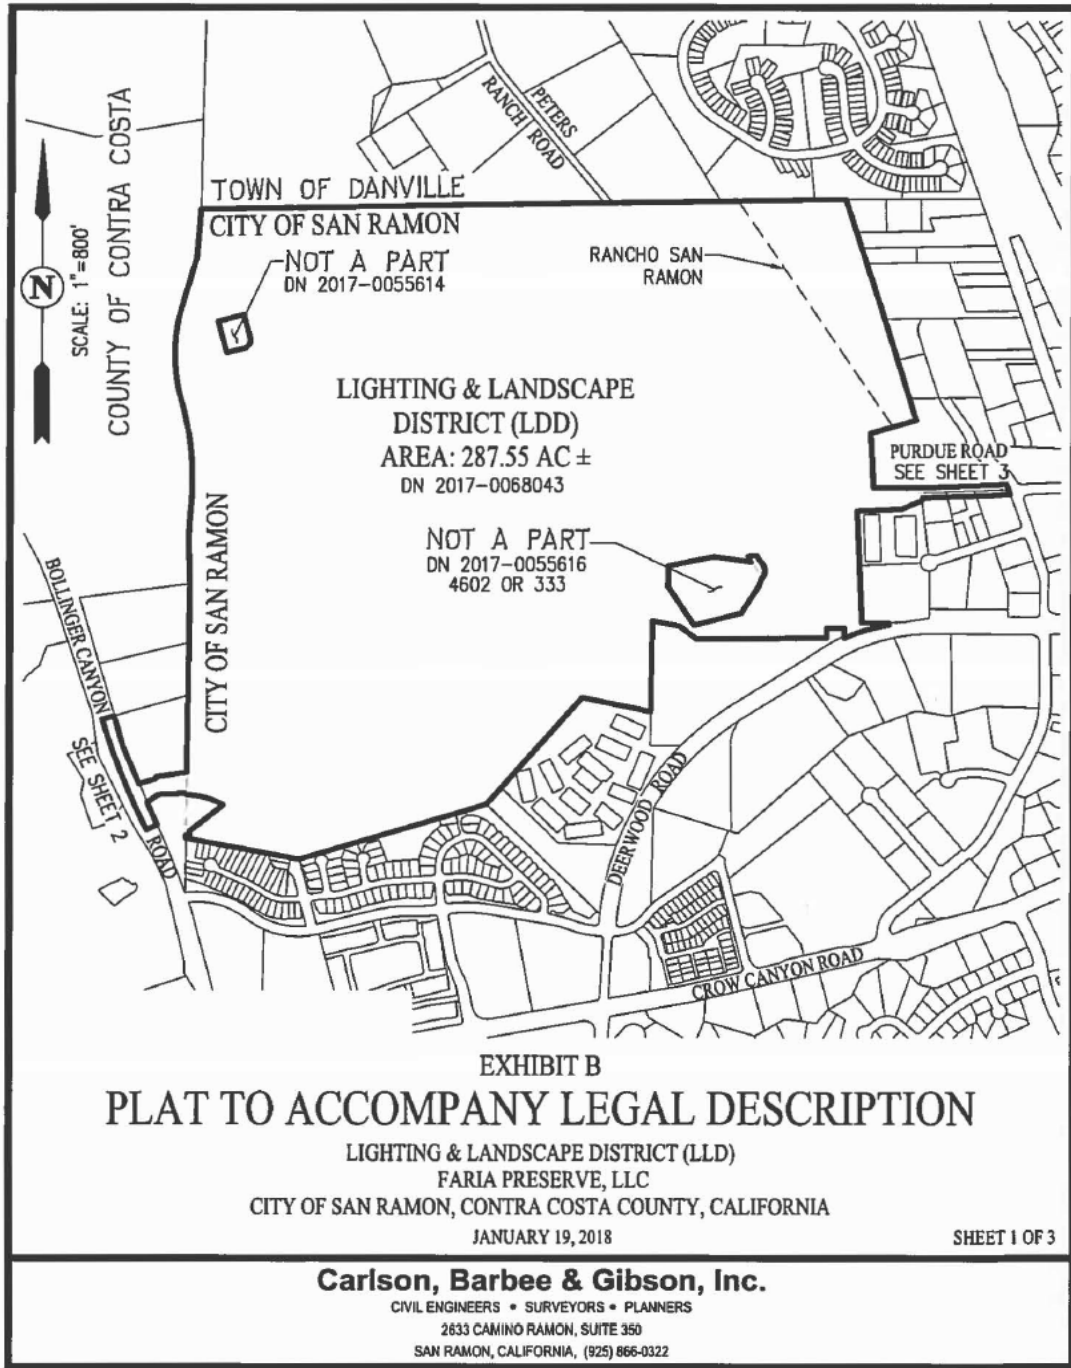 PETERS
RANCH ROAD
COUNTY OF CONTRA COSTA
SCALE: 1"=800'
N
TOWN OF DANVILLE
CITY OF SAN RAMON
NOT A PART
DN 2017-0055614
RANCHO SAN
RAMON
LIGHTING & LANDSCAPE
DISTRICT (LDD)
AREA: 287.55 AC ±
DN 2017-0068043
PURDUE ROAD
SEE SHEET 3
NOT A PART
DN 2017-0055616
4602 OR 333
CITY OF SAN RAMON
BOLLINGER CANYON
ROAD
SEE SHEET 2
DEERWOOD ROAD
CROW CANYON ROAD
EXHIBIT B
PLAT TO ACCOMPANY LEGAL DESCRIPTION
LIGHTING & LANDSCAPE DISTRICT (LLD)
FARIA PRESERVE, LLC
CITY OF SAN RAMON, CONTRA COSTA COUNTY, CALIFORNIA
JANUARY 19, 2018
SHEET 1 OF 3
Carlson, Barbee & Gibson, Inc.
CIVIL ENGINEERS • SURVEYORS • PLANNERS
2633 CAMINO RAMON, SUITE 350
SAN RAMON, CALIFORNIA, (925) 866-0322